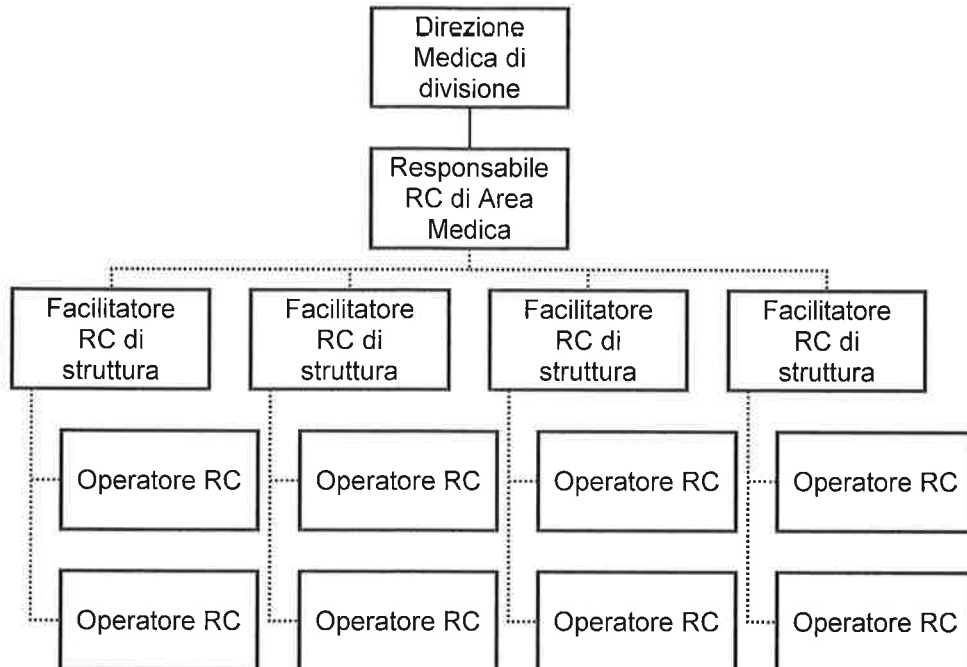 Direzione
Medica di
divisione
Responsabile
RC di Area
Medica
Facilitatore
RC di
struttura
Facilitatore
RC di
struttura
Facilitatore
RC di
struttura
Facilitatore
RC di
struttura
Operatore RC
Operatore RC
Operatore RC
Operatore RC
Operatore RC
Operatore RC
Operatore RC
Operatore RC